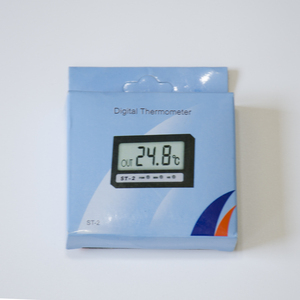 Digital Thermometer
OUT 24.8 °C
ST-2
ST-2